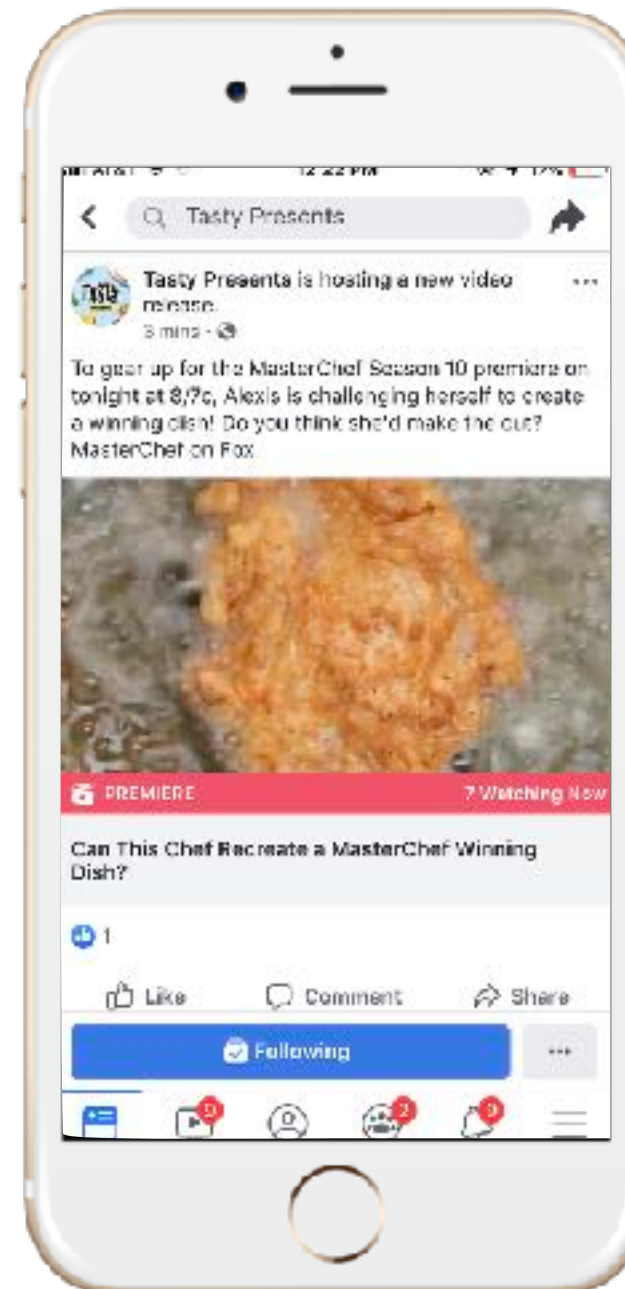 12:22 PM
Tasty Presents
Tasty Presents is hosting a new video
release.
3 mins
To gear up for the MasterChef Season 10 premiere on
tonight at 8/7c, Alexis is challenging herself to create
a winning dish! Do you think she'd make the cut?
MasterChef on Fox
PREMIERE
7 Watching Now
Can This Chef Recreate a MasterChef Winning
Dish?
1
Like
Comment
Share
Following